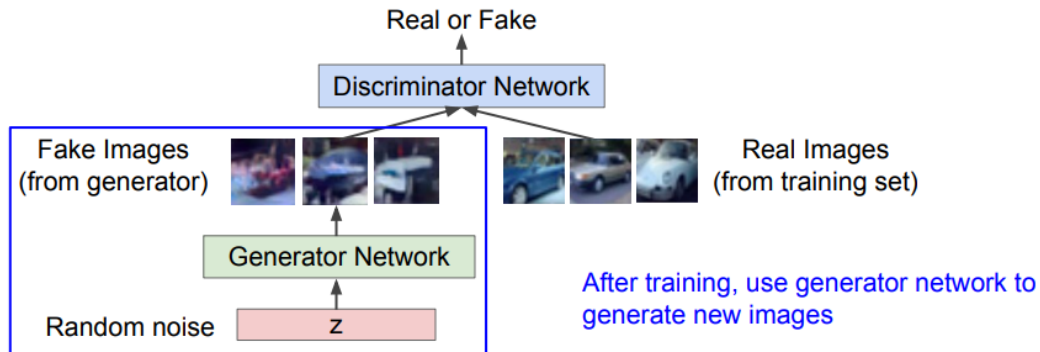 Real or Fake
Discriminator Network
Fake Images
(from generator)
Real Images
(from training set)
Generator Network
After training, use generator network to
generate new images
Random noise
z